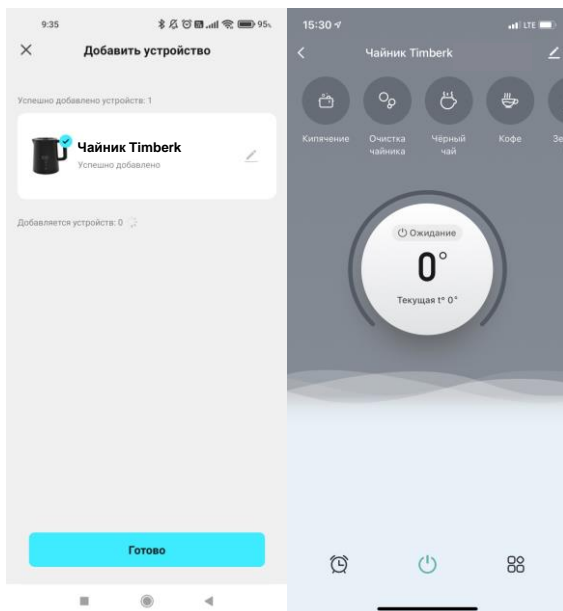 9:35
95%
Добавить устройство
Успешно добавлено устройств: 1
Чайник Timberk
Успешно добавлено
Добавляется устройств: 0
Готово
15:30
LTE
Чайник Timberk
Кипячение
Очистка
чайника
Чёрный
чай
Кофе
Зе
Ожидание
0°
Текущая t° 0°